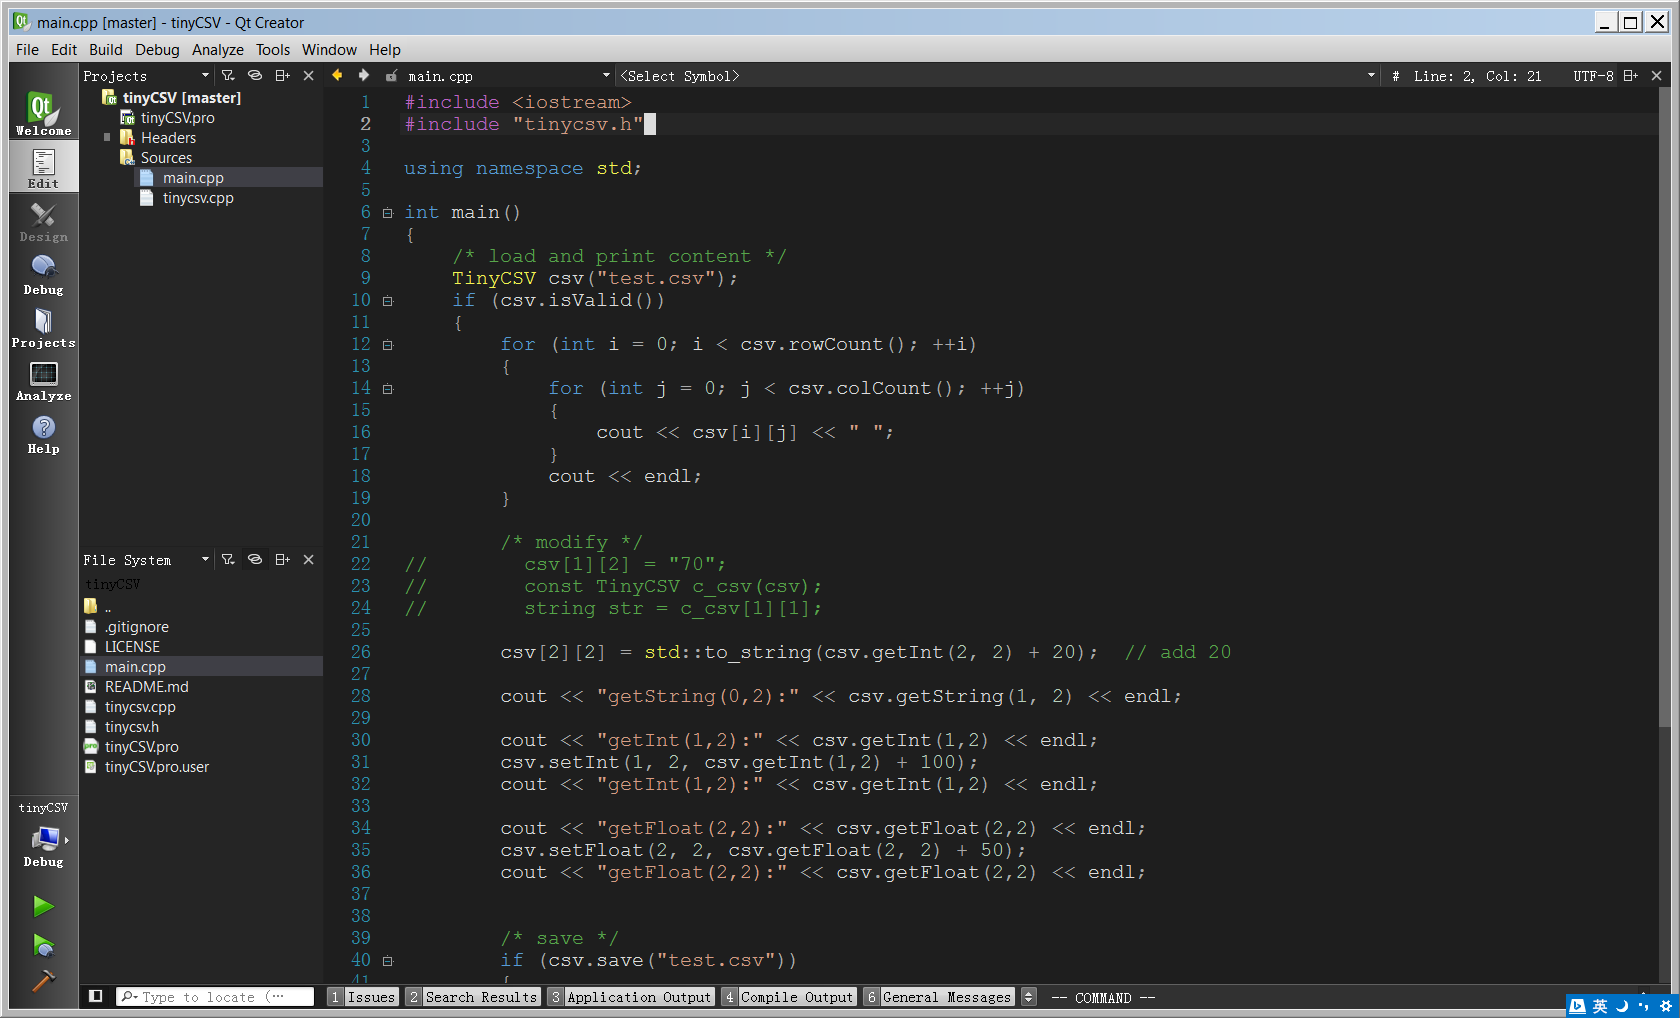 main.cpp [master] - tinyCSV - Qt Creator
File Edit Build Debug Analyze Tools Window Help
Projects
main.cpp
<Select Symbol>
# Line: 2, Col: 21
UTF-8
Qt
Welcome
Edit
Design
Debug
Projects
Analyze
Help
tinyCSV [master]
tinyCSV.pro
Headers
Sources
main.cpp
tinycsv.cpp
File System
tinyCSV
..
.gitignore
LICENSE
main.cpp
README.md
tinycsv.cpp
tinycsv.h
tinyCSV.pro
tinyCSV.pro.user
tinyCSV
Debug
1 #include <iostream>
2 #include "tinycsv.h"
3
4 using namespace std;
5
6 int main()
7 {
8     /* load and print content */
9     TinyCSV csv("test.csv");
10     if (csv.isValid())
11     {
12         for (int i = 0; i < csv.rowCount(); ++i)
13         {
14             for (int j = 0; j < csv.colCount(); ++j)
15             {
16                 cout << csv[i][j] << " ";
17             }
18             cout << endl;
19         }
20
21         /* modify */
22 //        csv[1][2] = "70";
23 //        const TinyCSV c_csv(csv);
24 //        string str = c_csv[1][1];
25
26         csv[2][2] = std::to_string(csv.getInt(2, 2) + 20);  // add 20
27
28         cout << "getString(0,2):" << csv.getString(1, 2) << endl;
29
30         cout << "getInt(1,2):" << csv.getInt(1,2) << endl;
31         csv.setInt(1, 2, csv.getInt(1,2) + 100);
32         cout << "getInt(1,2):" << csv.getInt(1,2) << endl;
33
34         cout << "getFloat(2,2):" << csv.getFloat(2,2) << endl;
35         csv.setFloat(2, 2, csv.getFloat(2, 2) + 50);
36         cout << "getFloat(2,2):" << csv.getFloat(2,2) << endl;
37
38
39         /* save */
40         if (csv.save("test.csv"))
41         {
Type to locate (...
1 Issues 2 Search Results 3 Application Output 4 Compile Output 6 General Messages
-- COMMAND --
英